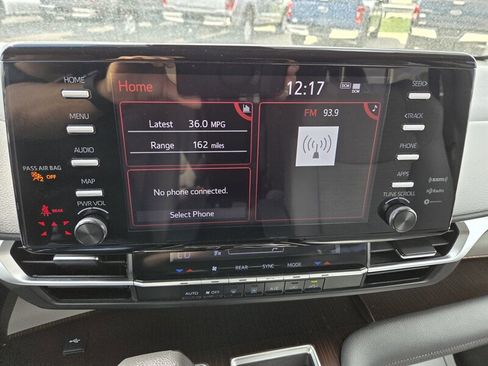 HOME
MENU
AUDIO
PASS AIR BAG
OFF
MAP
REAR
PWR VOL
Home
12:17
DCM
Latest 36.0 MPG
Range 162 miles
No phone connected.
Select Phone
FM 93.9
SEEK>
<TRACK
PHONE
APPS
TUNE SCROLL
REAR SYNC MODE
AUTO OFF A/C